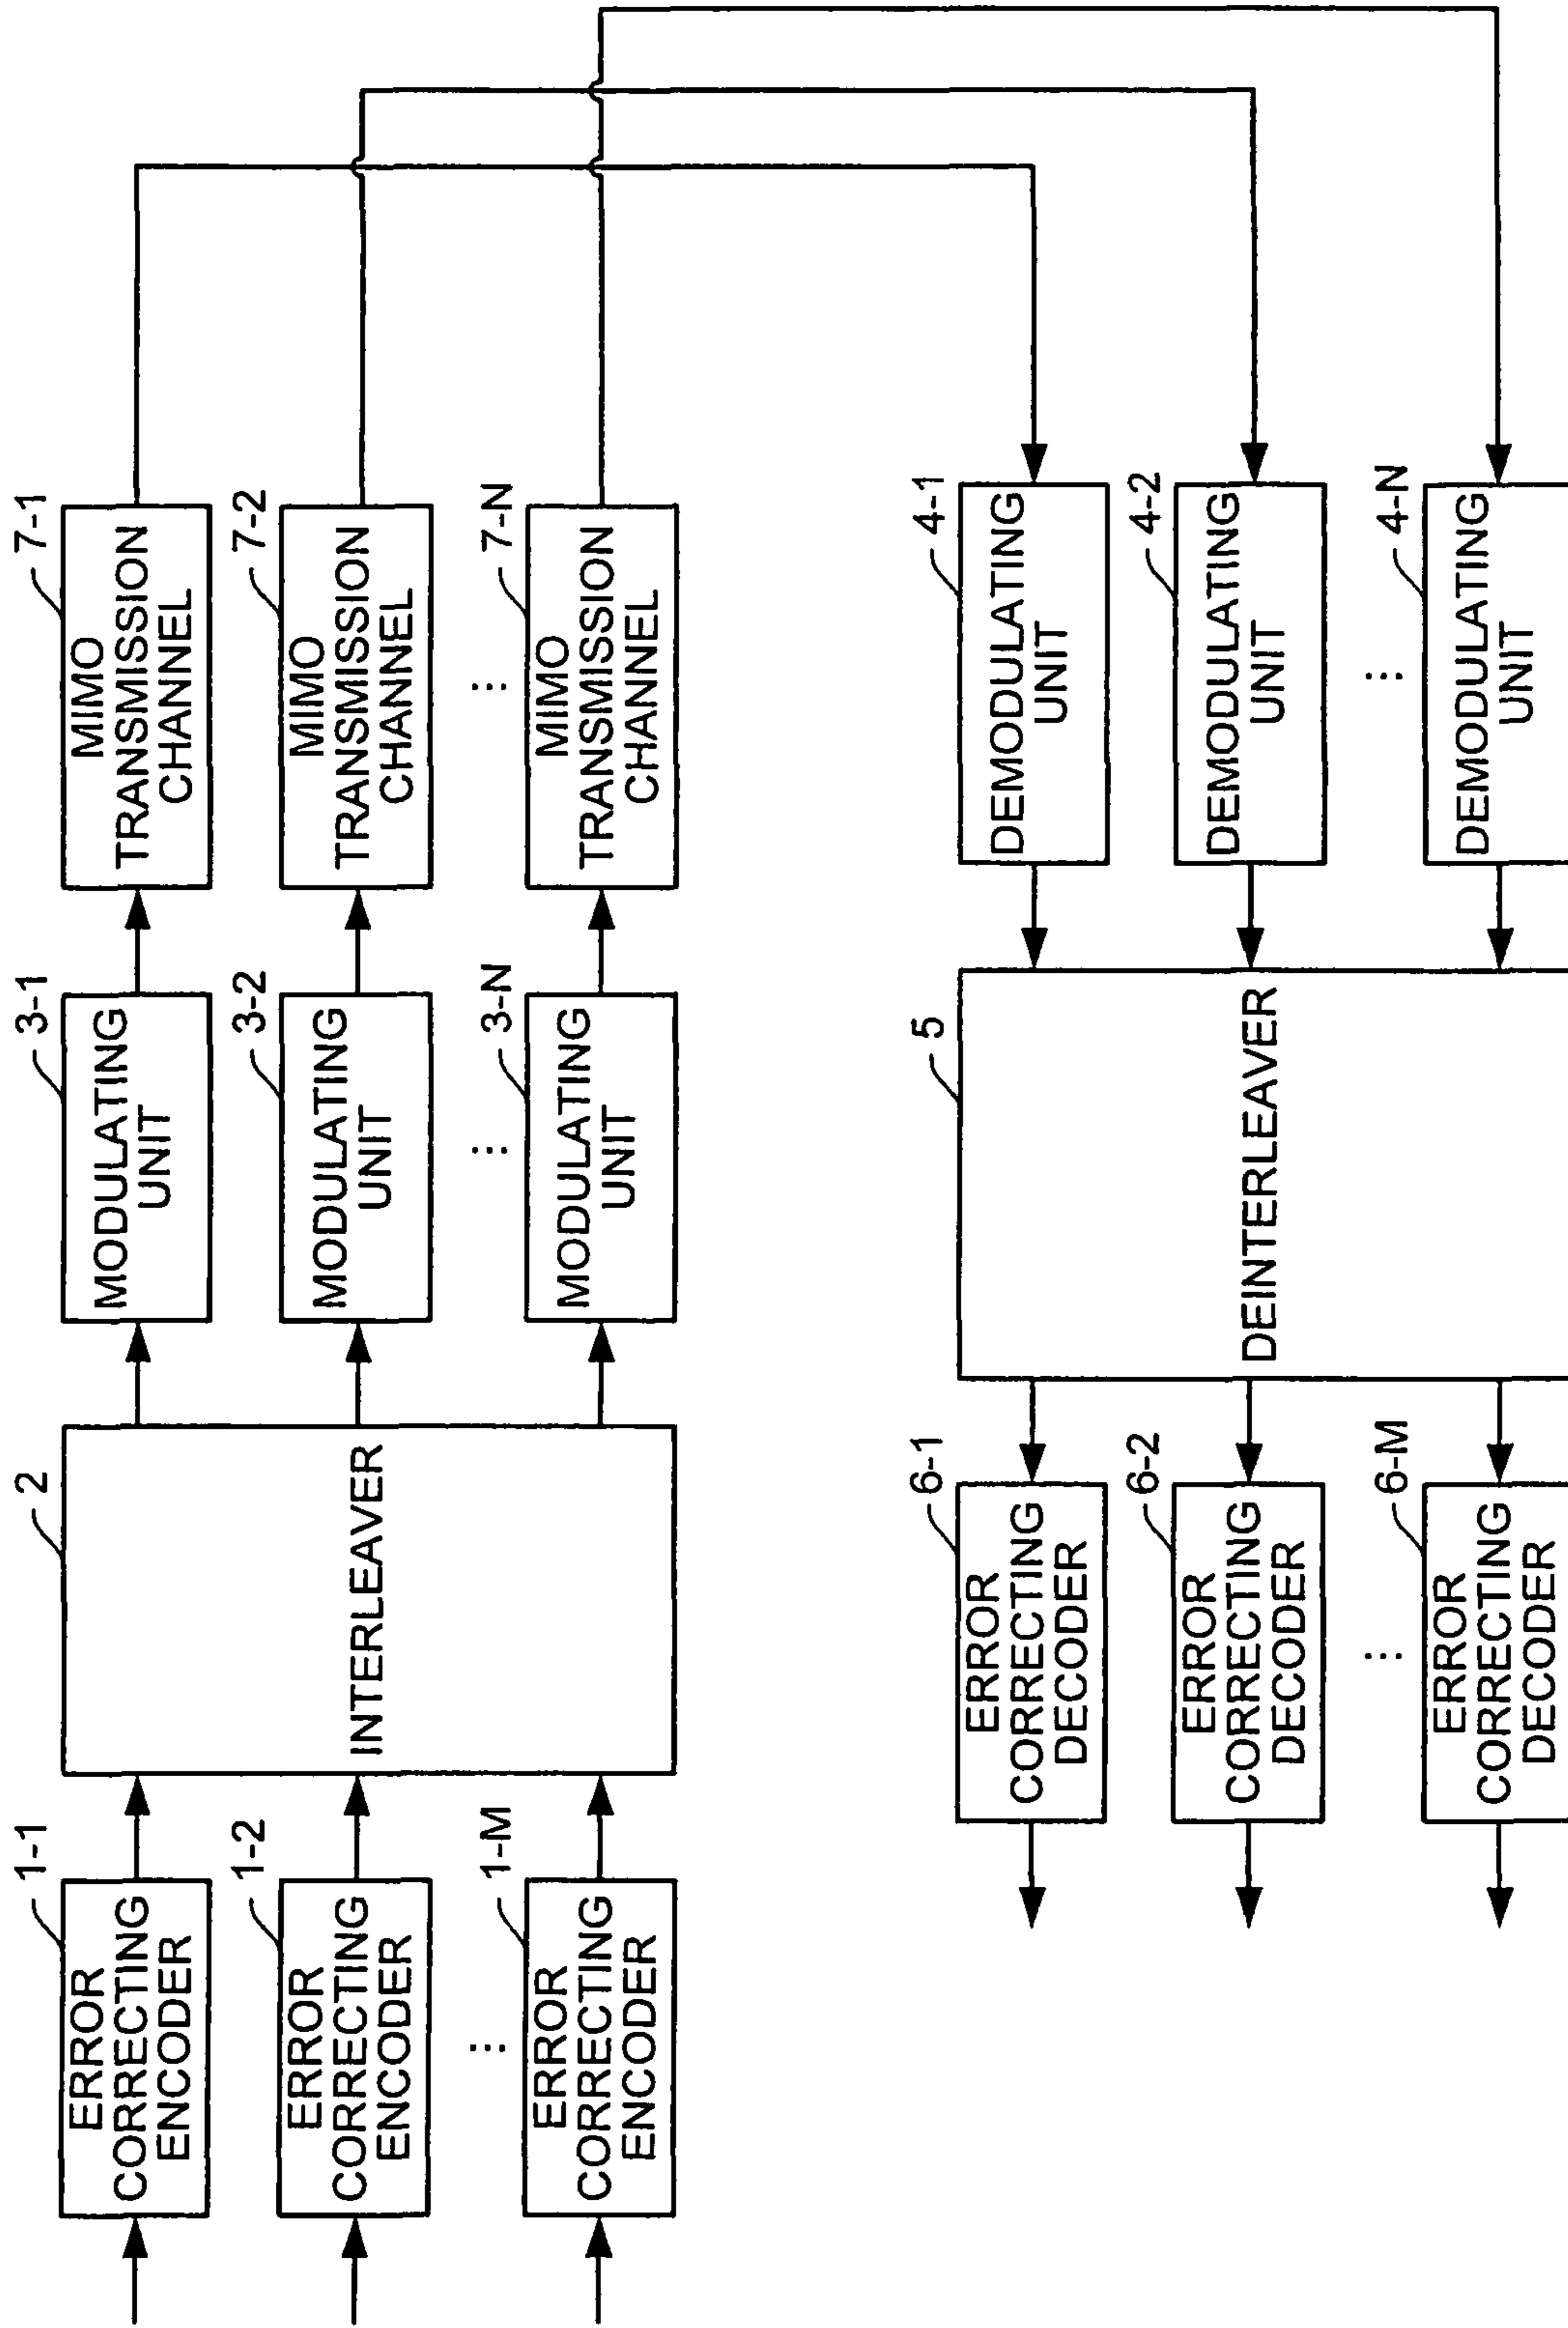 1-1
ERROR
CORRECTING
ENCODER
1-2
ERROR
CORRECTING
ENCODER
...
1-M
ERROR
CORRECTING
ENCODER
2
INTERLEAVER
3-1
MODULATING
UNIT
3-2
MODULATING
UNIT
...
3-N
MODULATING
UNIT
7-1
MIMO
TRANSMISSION
CHANNEL
7-2
MIMO
TRANSMISSION
CHANNEL
...
7-N
MIMO
TRANSMISSION
CHANNEL
6-1
ERROR
CORRECTING
DECODER
6-2
ERROR
CORRECTING
DECODER
...
6-M
ERROR
CORRECTING
DECODER
5
DEINTERLEAVER
4-1
DEMODULATING
UNIT
4-2
DEMODULATING
UNIT
...
4-N
DEMODULATING
UNIT